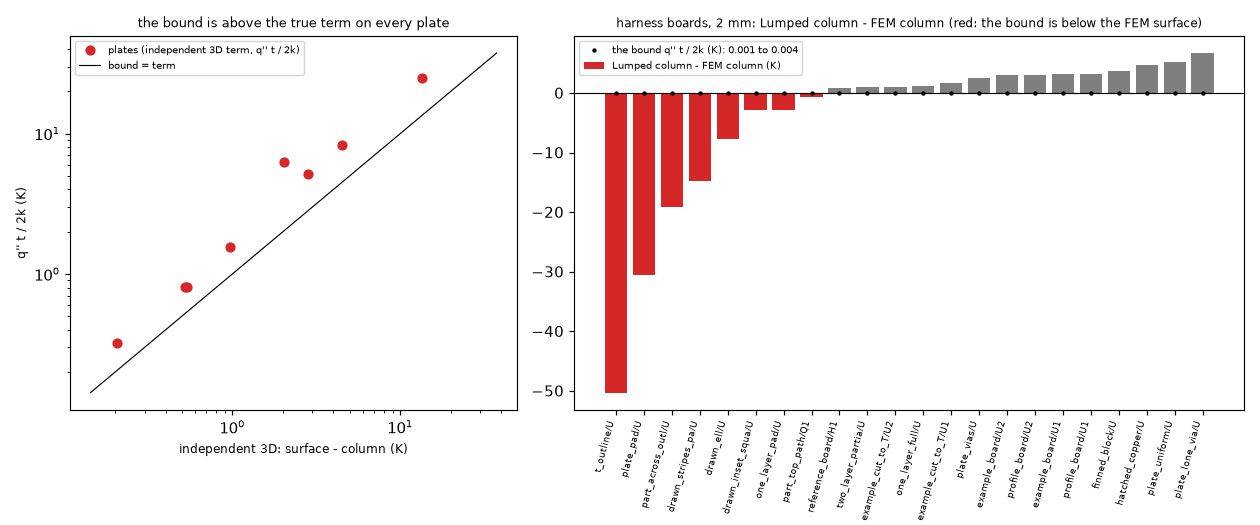 the bound is above the true term on every plate
plates (independent 3D term, q'' t / 2k)
bound = term
q'' t / 2k (K)
10¹
10⁰
10⁰
10¹
independent 3D: surface - column (K)
harness boards, 2 mm: Lumped column - FEM column (red: the bound is below the FEM surface)
the bound q'' t / 2k (K): 0.001 to 0.004
Lumped column - FEM column (K)
0
−10
−20
−30
−40
−50
t_outline/U
plate_pad/U
part_across_outl/U
drawn_stripes_pa/U
drawn_ell/U
drawn_inset_squa/U
one_layer_pad/U
part_top_path/Q1
reference_board/H1
two_layer_partia/U
example_cut_to_T/U2
one_layer_full/U
example_cut_to_T/U1
plate_vias/U
example_board/U2
profile_board/U2
example_board/U1
profile_board/U1
finned_block/U
hatched_copper/U
plate_uniform/U
plate_lone_via/U